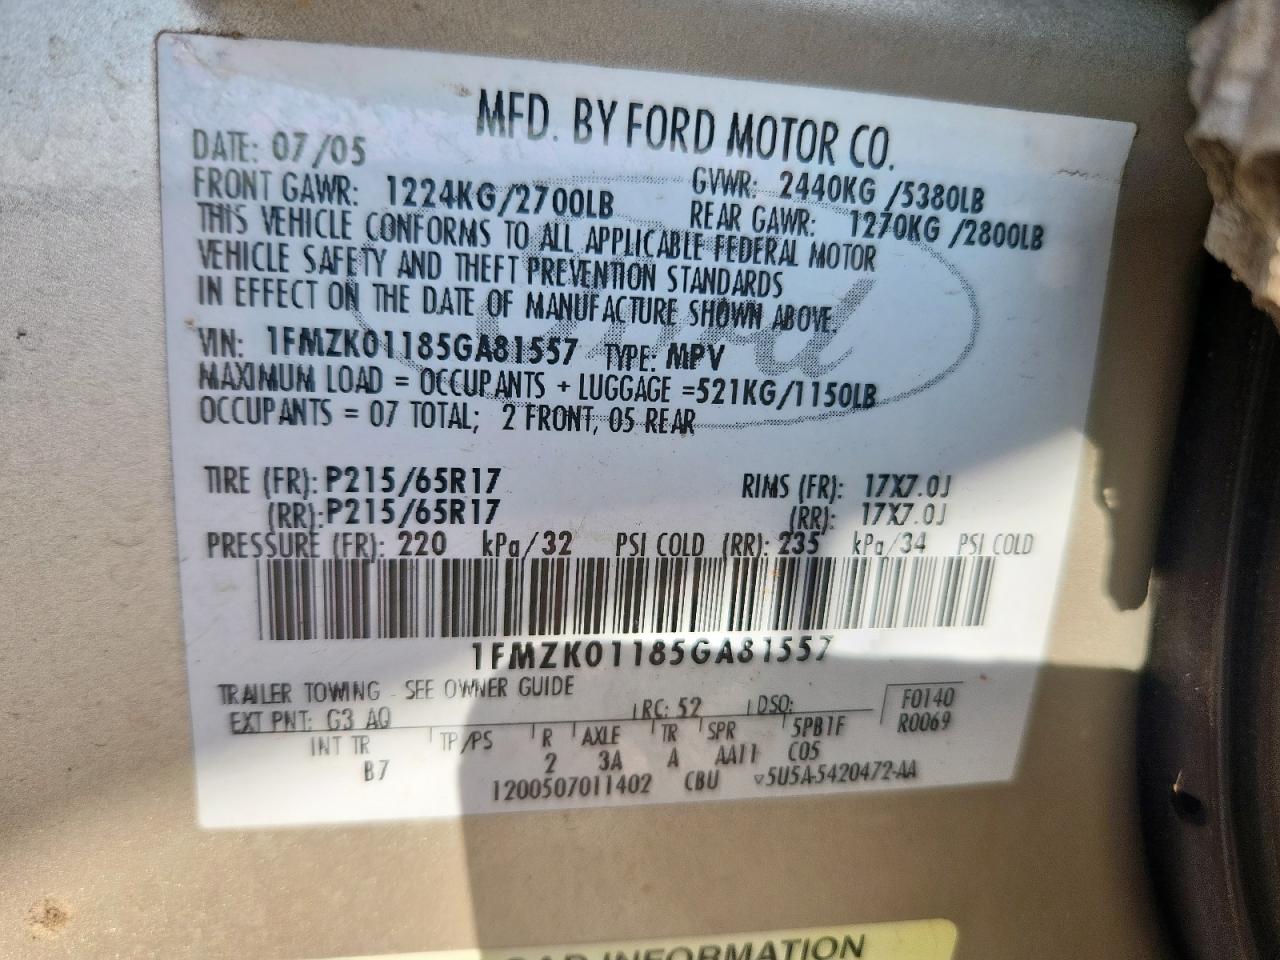 MFD. BY FORD MOTOR CO.
DATE: 07/05
GVWR: 2440KG /5380LB
FRONT GAWR: 1224KG/2700LB
REAR GAWR: 1270KG /2800LB
THIS VEHICLE CONFORMS TO ALL APPLICABLE FEDERAL MOTOR
VEHICLE SAFETY AND THEFT PREVENTION STANDARDS
IN EFFECT ON THE DATE OF MANUFACTURE SHOWN ABOVE.
VIN: 1FMZK01185GA81557 TYPE: MPV
MAXIMUM LOAD = OCCUPANTS + LUGGAGE =521KG/1150LB
OCCUPANTS = 07 TOTAL; 2 FRONT, 05 REAR
TIRE (FR): P215/65R17 RIMS (FR): 17X7.0J
(RR): P215/65R17 (RR): 17X7.0J
PRESSURE (FR): 220 kPa/32 PSI COLD (RR): 235 kPa/34 PSI COLD
1FMZK01185GA81557
TRAILER TOWING - SEE OWNER GUIDE
EXT PNT: G3 AQ RC: 52 DSO: F0140
R0069
INT TR TP/PS R AXLE TR SPR 5PB1F
B7 2 3A A AA11 C05
1200507011402 CBU ▽5U5A-5420472-AA
INFORMATION